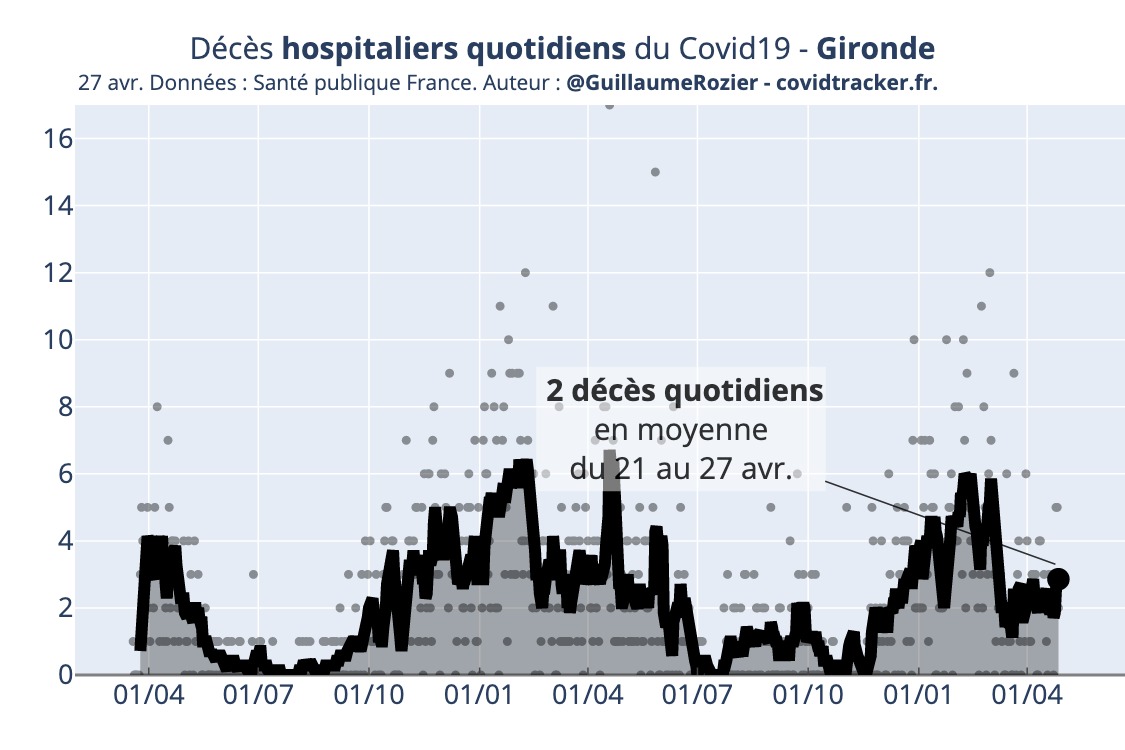 Décès hospitaliers quotidiens du Covid19 - Gironde
27 avr. Données : Santé publique France. Auteur : @GuillaumeRozier - covidtracker.fr.
16
14
12
10
8
6
4
2
0
2 décès quotidiens
en moyenne
du 21 au 27 avr.
01/04 01/07 01/10 01/01 01/04 01/07 01/10 01/01 01/04